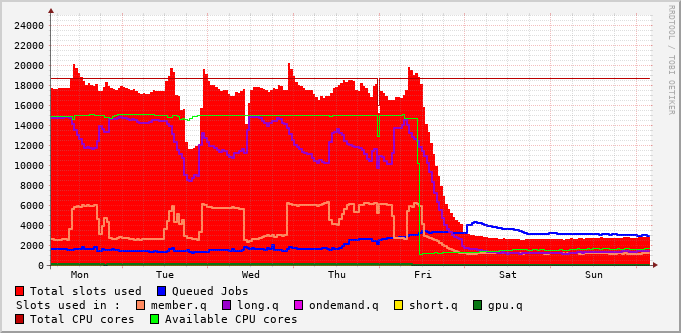 RRDTOOL / TOBI OETIKER
24000
22000
20000
18000
16000
14000
12000
10000
8000
6000
4000
2000
0
Mon Tue Wed Thu Fri Sat Sun
Total slots used Queued Jobs
Slots used in : member.q long.q ondemand.q short.q gpu.q
Total CPU cores Available CPU cores